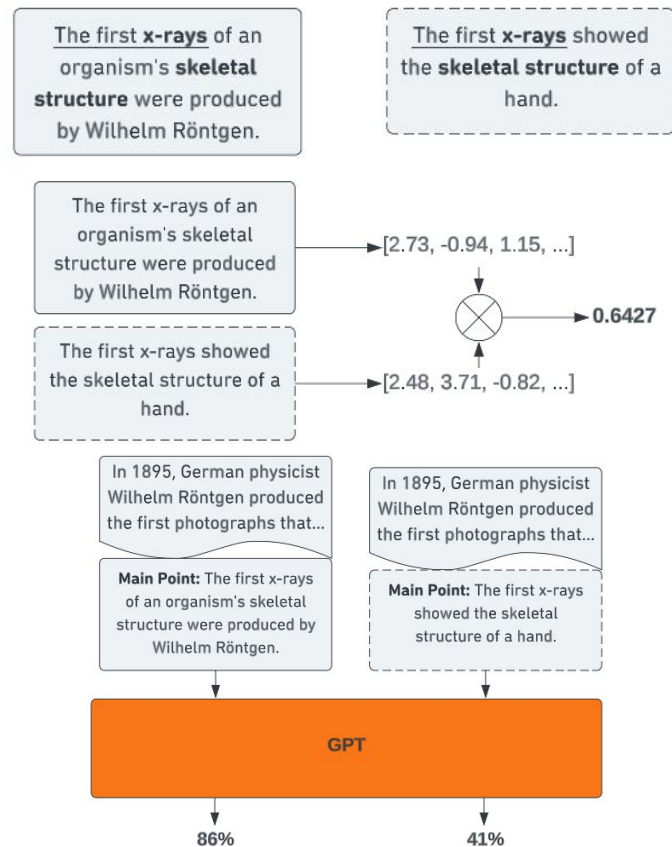 The first x-rays of an
organism's skeletal
structure were produced
by Wilhelm Röntgen.
The first x-rays showed
the skeletal structure of a
hand.
The first x-rays of an
organism's skeletal
structure were produced
by Wilhelm Röntgen.
[2.73, -0.94, 1.15, ...]
0.6427
The first x-rays showed
the skeletal structure of a
hand.
[2.48, 3.71, -0.82, ...]
In 1895, German physicist
Wilhelm Röntgen produced
the first photographs that...
Main Point: The first x-rays
of an organism's skeletal
structure were produced by
Wilhelm Röntgen.
In 1895, German physicist
Wilhelm Röntgen produced
the first photographs that...
Main Point: The first x-rays
showed the skeletal
structure of a hand.
GPT
86%
41%